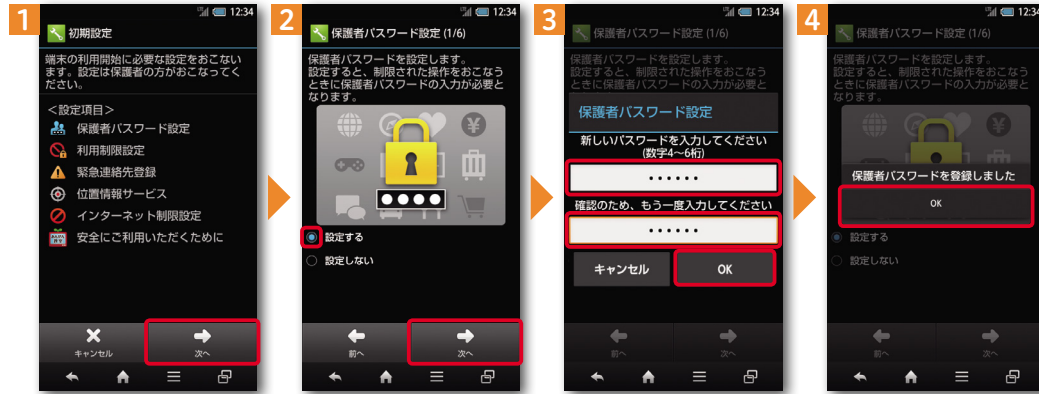 1
12:34
初期設定
端末の利用開始に必要な設定をおこない
ます。設定は保護者の方がおこなってく
ださい。
<設定項目>
保護者パスワード設定
利用制限設定
緊急連絡先登録
位置情報サービス
インターネット制限設定
安全にご利用いただくために
キャンセル
次へ
2
12:34
保護者パスワード設定 (1/6)
保護者パスワードを設定します。
設定すると、制限された操作をおこなう
ときに保護者パスワードの入力が必要と
なります。
設定する
設定しない
前へ
次へ
3
12:34
保護者パスワード設定 (1/6)
保護者パスワードを設定します。
設定すると、制限された操作をおこなう
ときに保護者パスワードの入力が必要と
保護者パスワード設定
新しいパスワードを入力してください
(数字4～6桁)
••••••
確認のため、もう一度入力してください
••••••
キャンセル
OK
前へ
次へ
4
12:34
保護者パスワード設定 (1/6)
保護者パスワードを設定します。
設定すると、制限された操作をおこなう
ときに保護者パスワードの入力が必要と
なります。
保護者パスワードを登録しました
OK
設定する
設定しない
前へ
次へ